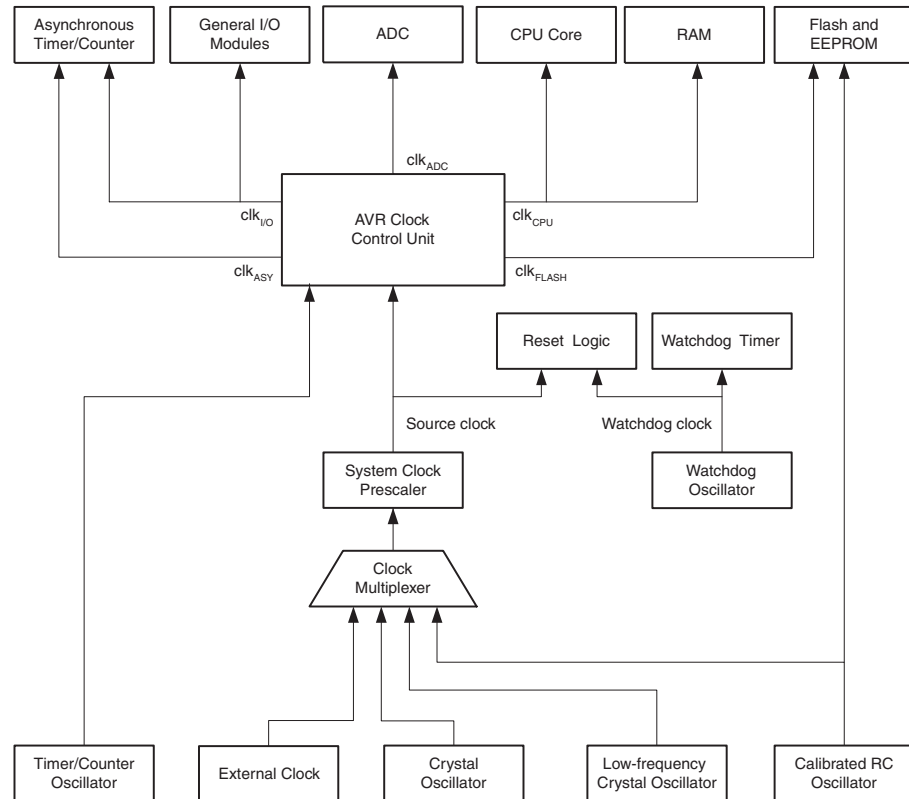 Asynchronous
Timer/Counter
General I/O
Modules
ADC
CPU Core
RAM
Flash and
EEPROM
clkADC
clkI/O
AVR Clock
Control Unit
clkCPU
clkASY
clkFLASH
Reset Logic
Watchdog Timer
Source clock
Watchdog clock
System Clock
Prescaler
Watchdog
Oscillator
Clock
Multiplexer
Timer/Counter
Oscillator
External Clock
Crystal
Oscillator
Low-frequency
Crystal Oscillator
Calibrated RC
Oscillator